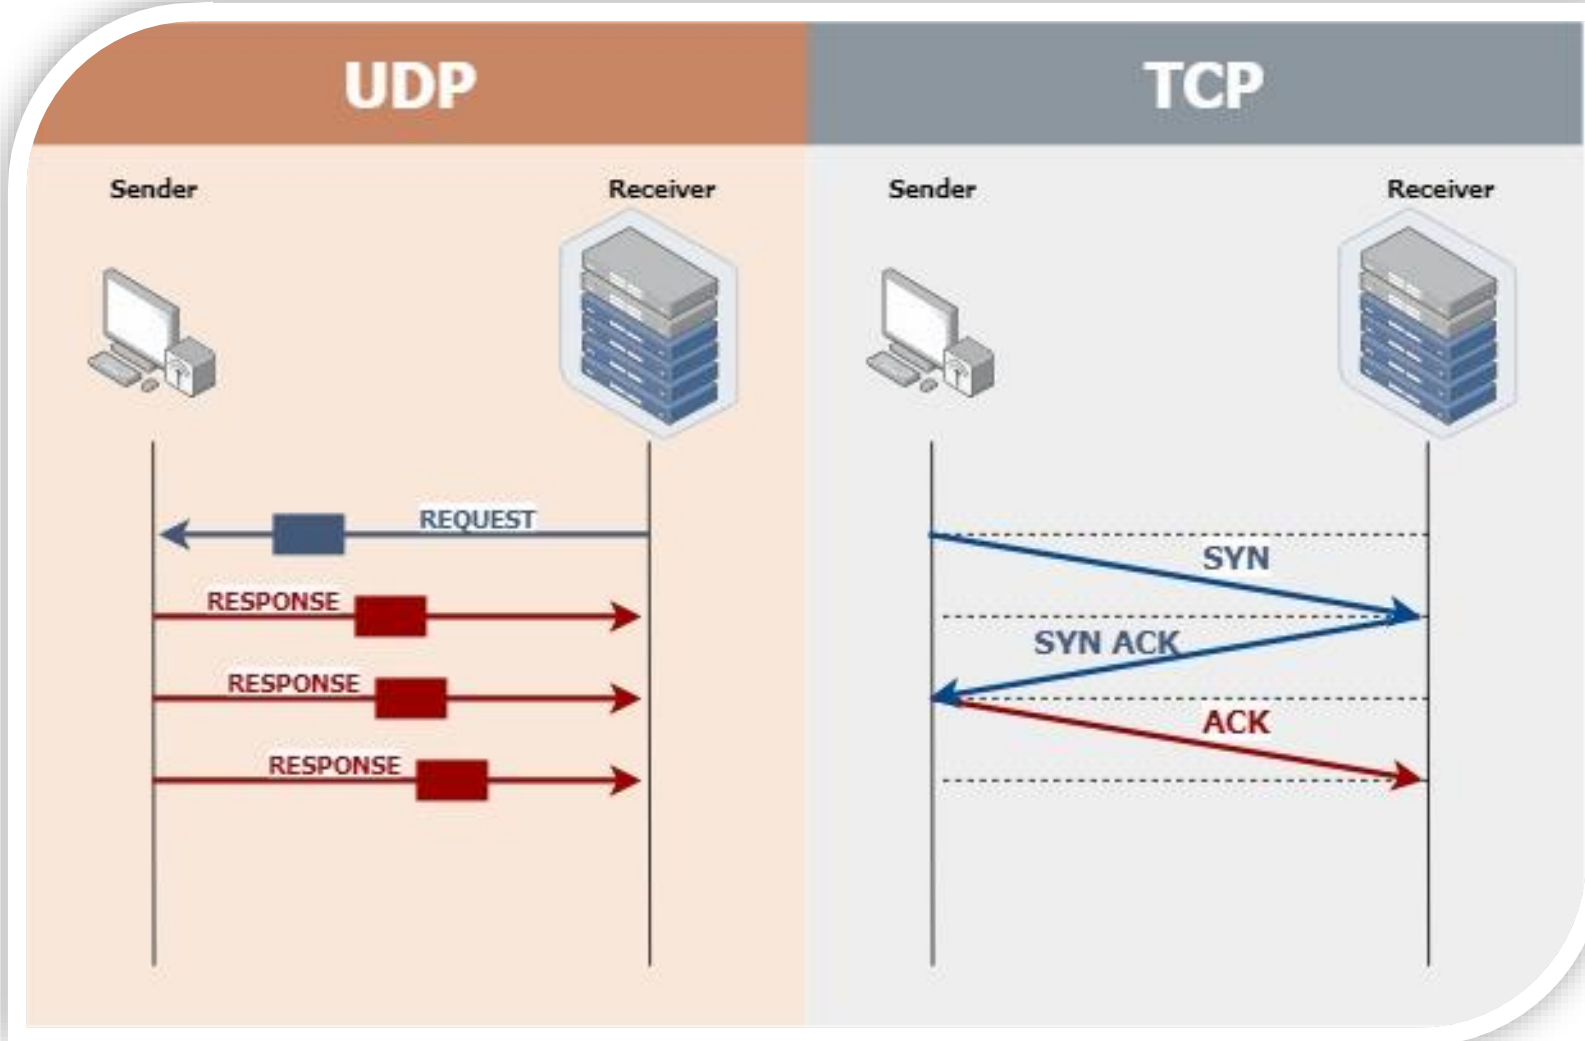 UDP
TCP
Sender
Receiver
Sender
Receiver
REQUEST
RESPONSE
RESPONSE
RESPONSE
SYN
SYN ACK
ACK